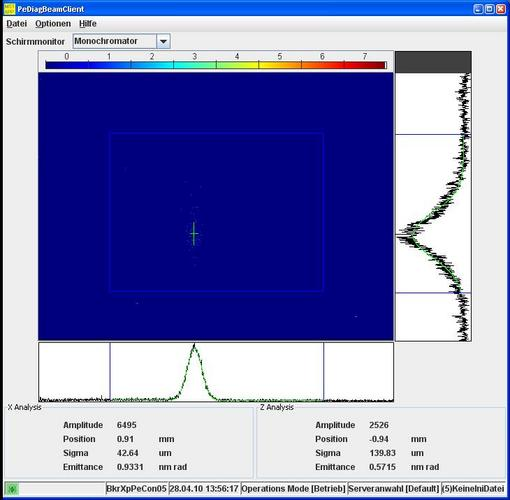 PeDiagBeamClient
Datei Optionen Hilfe
Schirmmonitor Monochromator
0 1 2 3 4 5 6 7
X Analysis
Amplitude 6495
Position 0.91 mm
Sigma 42.64 um
Emittance 0.9331 nm rad
Z Analysis
Amplitude 2526
Position -0.94 mm
Sigma 139.83 um
Emittance 0.5715 nm rad
BkrXpPeCon05 28.04.10 13:56:17 Operations Mode [Betrieb] Serveranwahl [Default] (5)KeineIniDatei